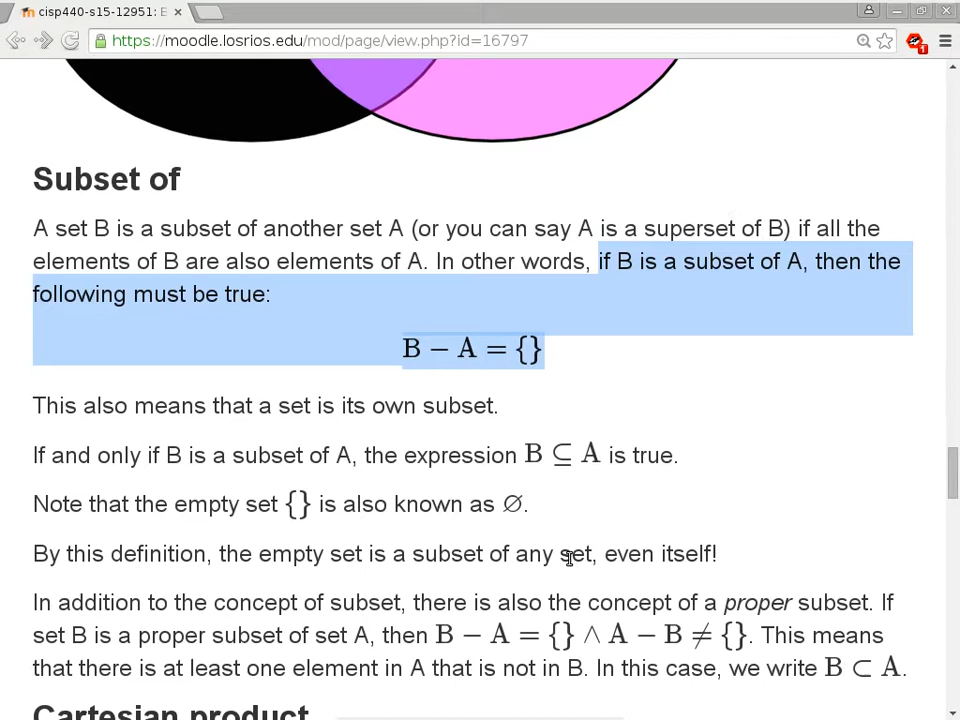 cisp440-s15-12951: E
https://moodle.losrios.edu/mod/page/view.php?id=16797
1
Subset of
A set B is a subset of another set A (or you can say A is a superset of B) if all the
elements of B are also elements of A. In other words, if B is a subset of A, then the
following must be true:
B − A = {}
This also means that a set is its own subset.
If and only if B is a subset of A, the expression B ⊆ A is true.
Note that the empty set {} is also known as ∅.
By this definition, the empty set is a subset of any set, even itself!
In addition to the concept of subset, there is also the concept of a proper subset. If
set B is a proper subset of set A, then B − A = {} ∧ A − B ≠ {}. This means
that there is at least one element in A that is not in B. In this case, we write B ⊂ A.
Cartesian product